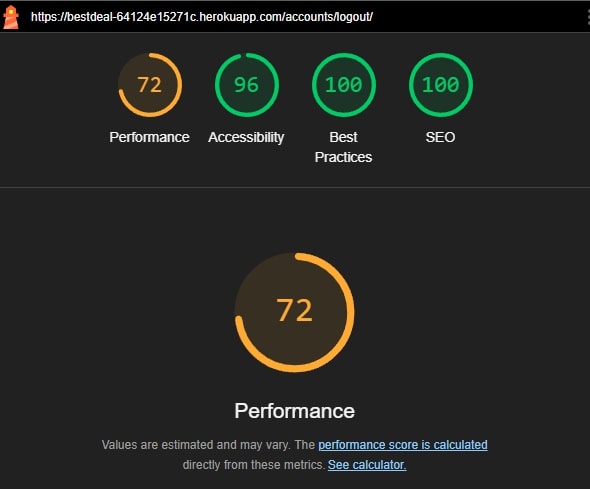 https://bestdeal-64124e15271c.herokuapp.com/accounts/logout/
72 96 100 100
Performance Accessibility Best Practices SEO
72
Performance
Values are estimated and may vary. The performance score is calculated
directly from these metrics. See calculator.